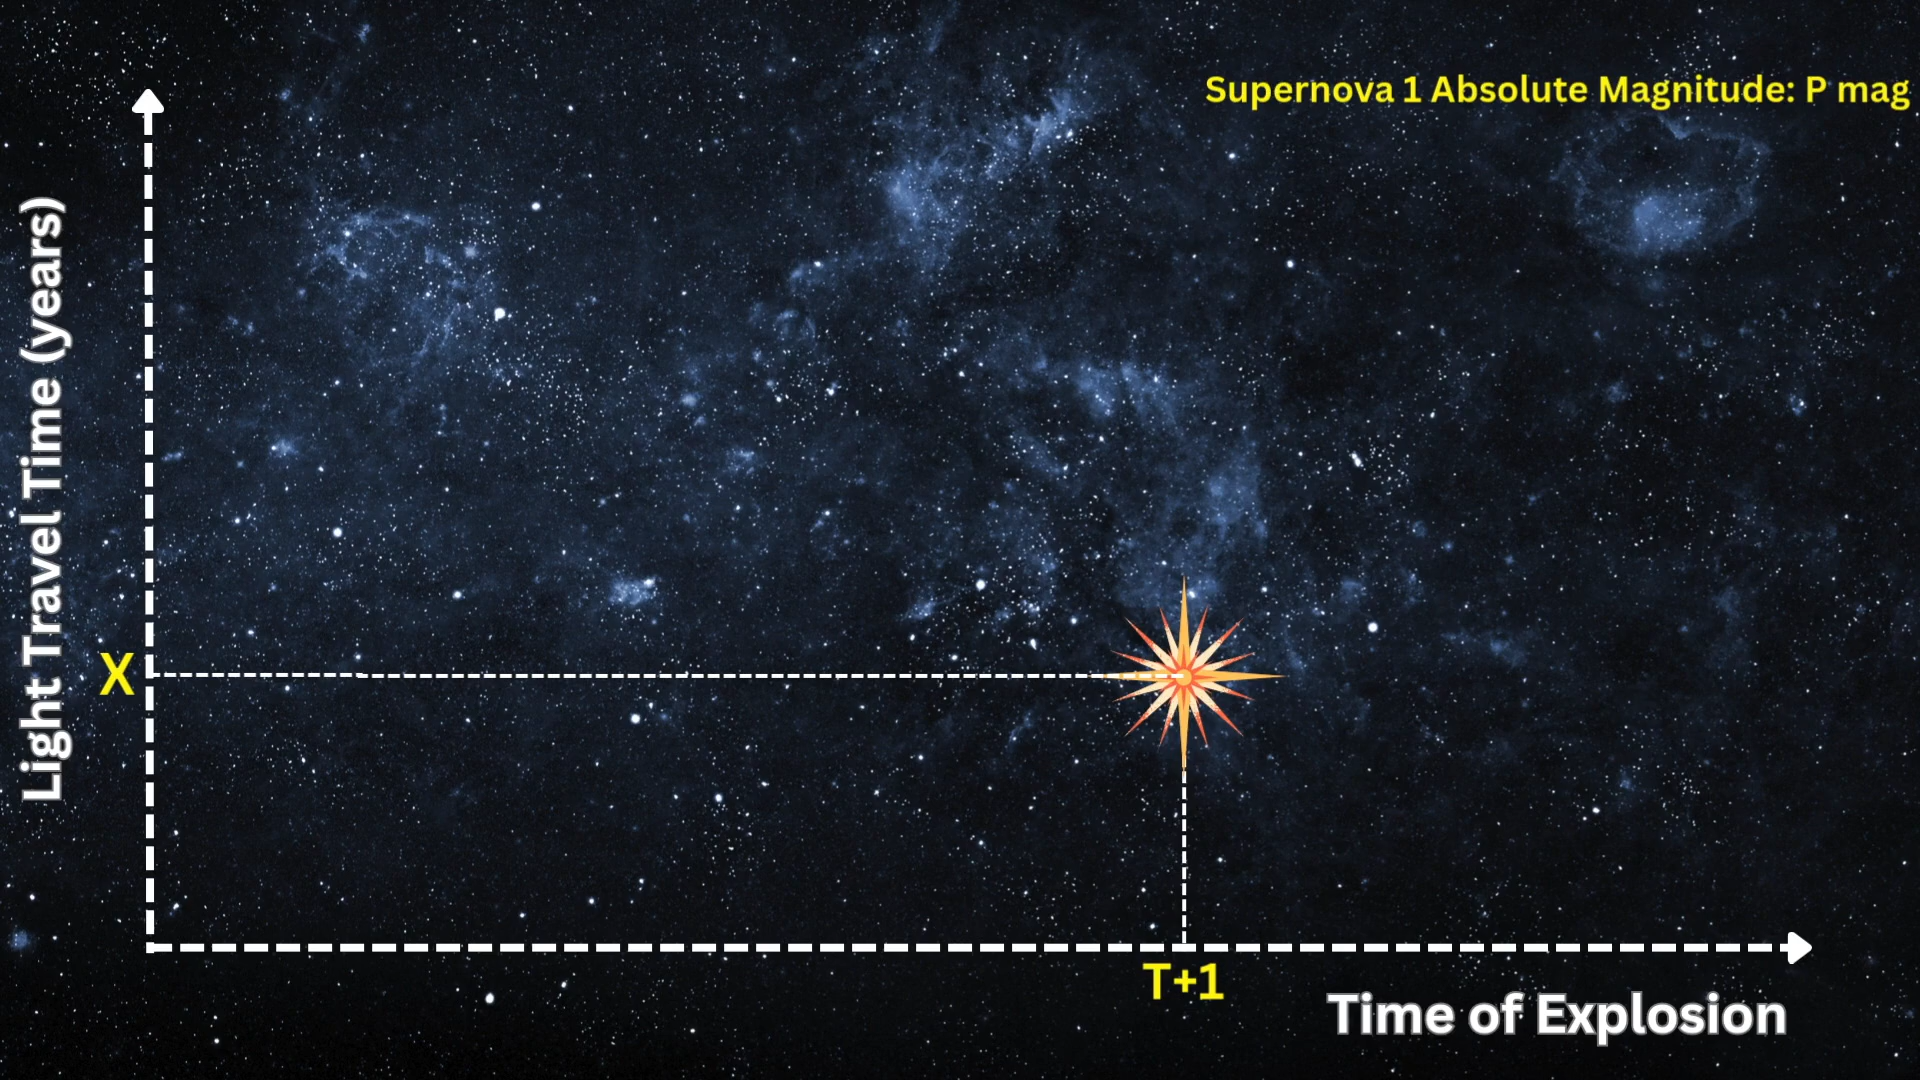 Supernova 1 Absolute Magnitude: P mag
Light Travel Time (years)
X
T+1
Time of Explosion